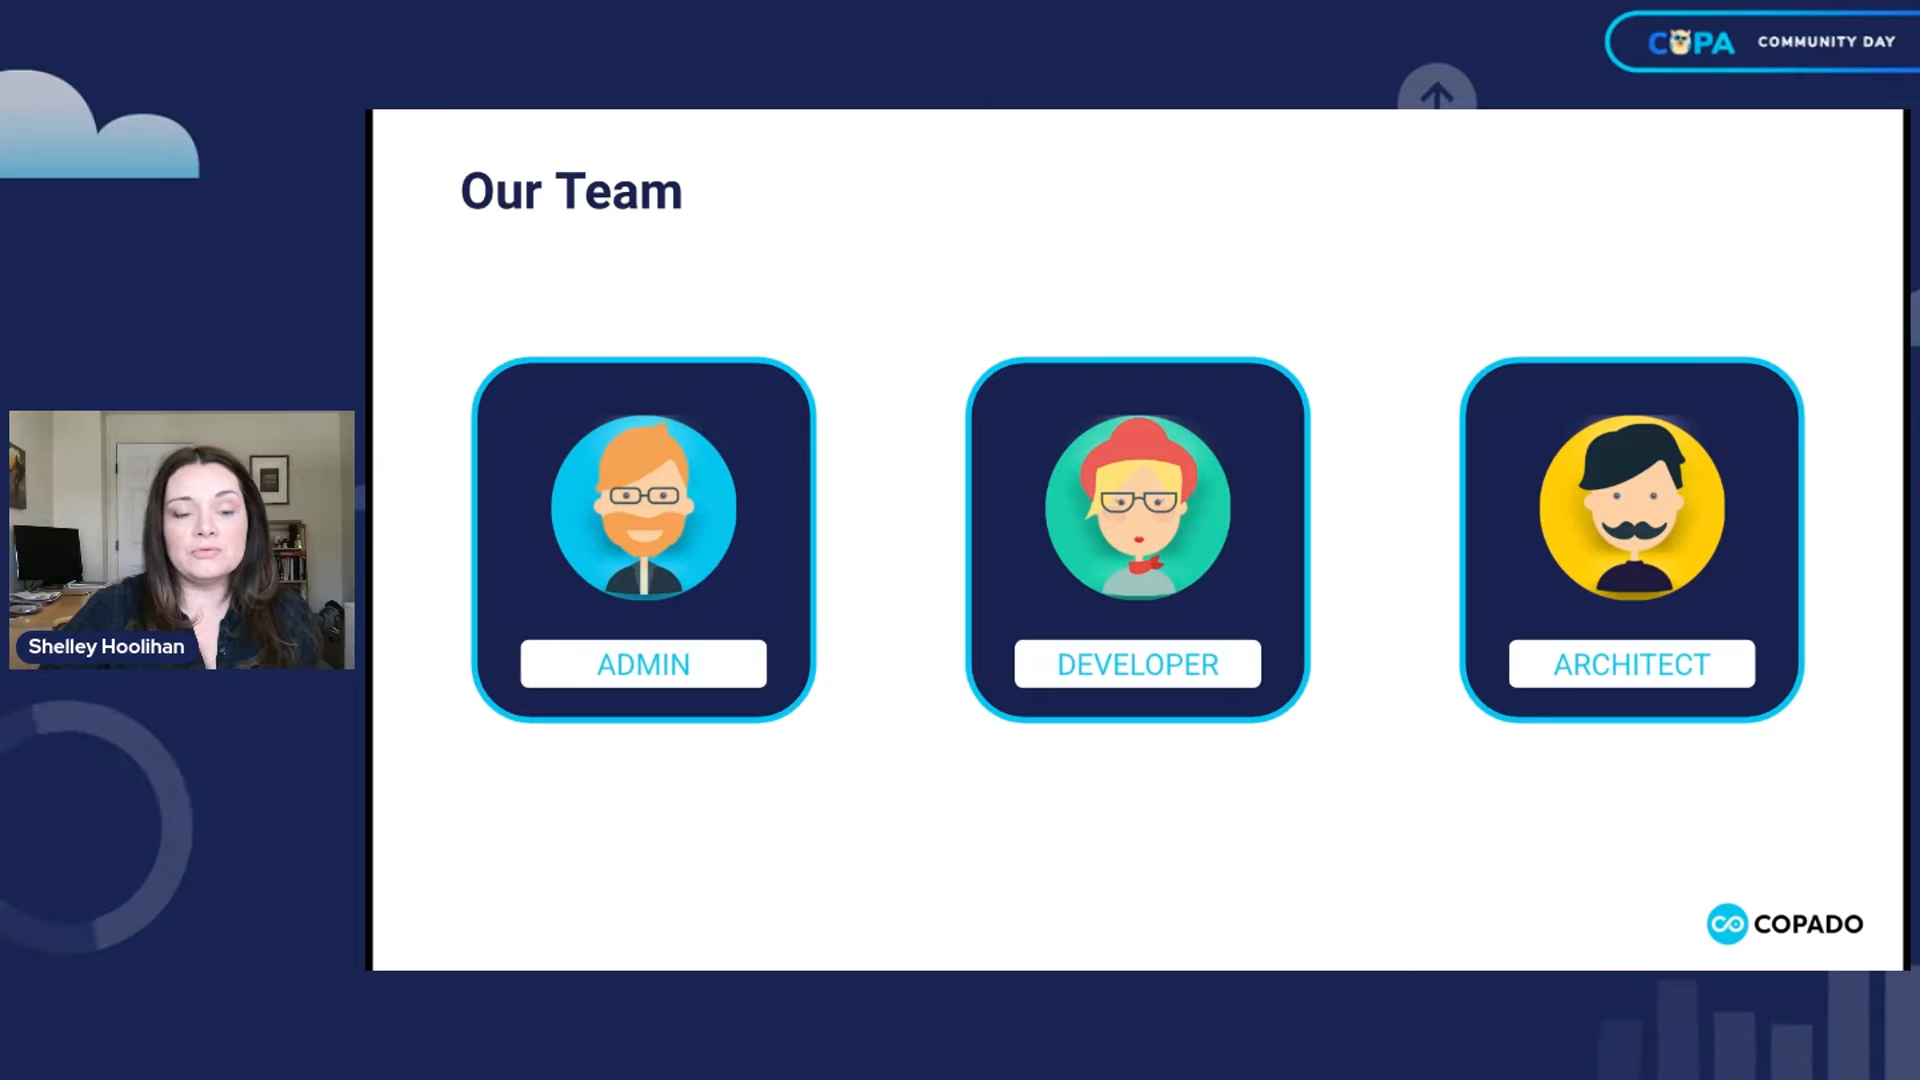 COPA COMMUNITY DAY
Our Team
Shelley Hoolihan
ADMIN
DEVELOPER
ARCHITECT
COPADO